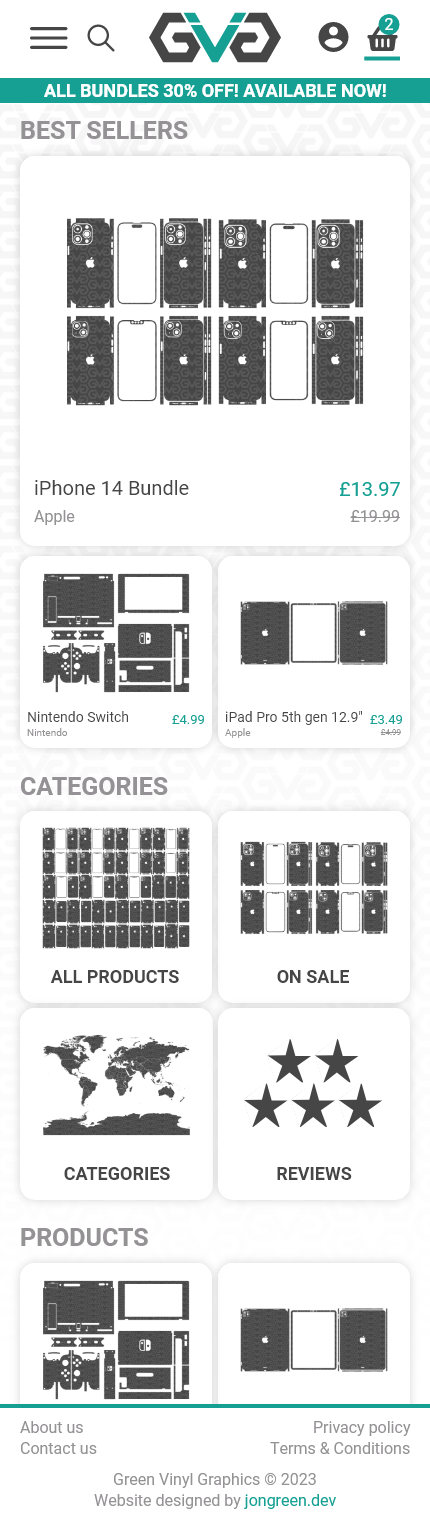 GVG
2
ALL BUNDLES 30% OFF! AVAILABLE NOW!
BEST SELLERS
iPhone 14 Bundle £13.97
Apple £19.99
Nintendo Switch £4.99
Nintendo
iPad Pro 5th gen 12.9" £3.49
Apple £4.99
CATEGORIES
ALL PRODUCTS
ON SALE
CATEGORIES
REVIEWS
PRODUCTS
About us Privacy policy
Contact us Terms & Conditions
Green Vinyl Graphics © 2023
Website designed by jongreen.dev